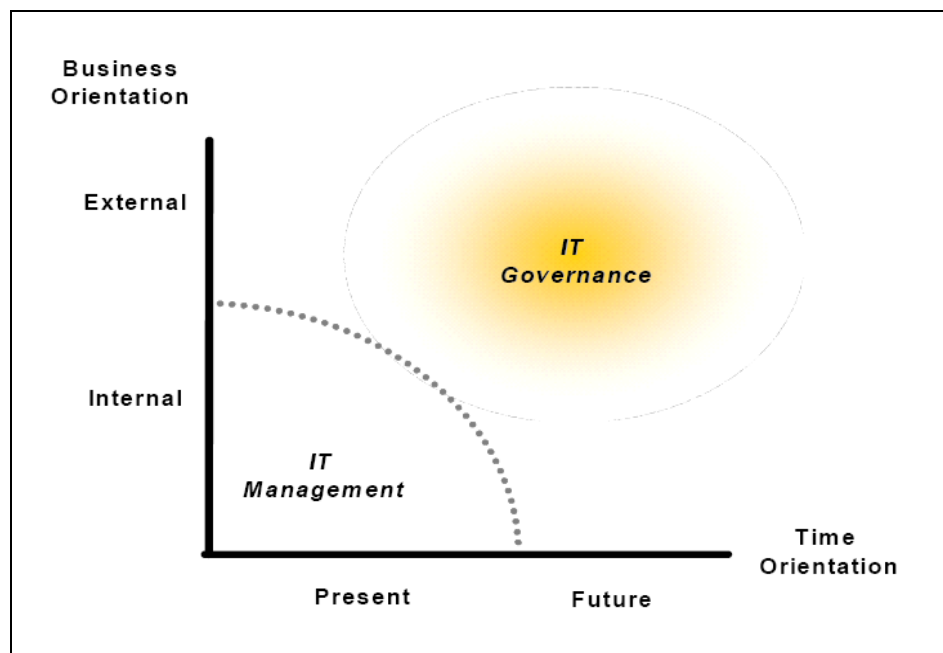 Business
Orientation
External
IT
Governance
Internal
IT
Management
Time
Orientation
Present
Future